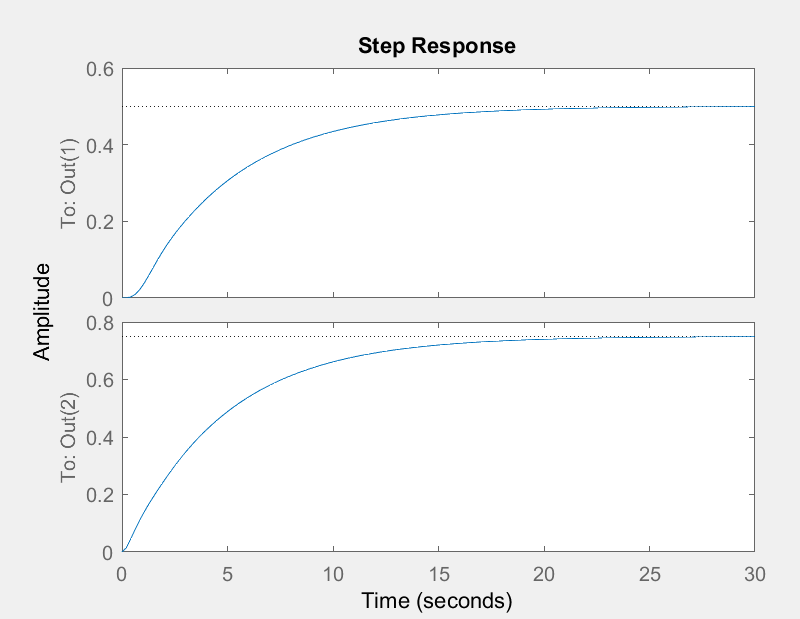 Step Response
0.6
0.4
0.2
0
To: Out(1)
Amplitude
0.8
0.6
0.4
0.2
0
To: Out(2)
0 5 10 15 20 25 30
Time (seconds)